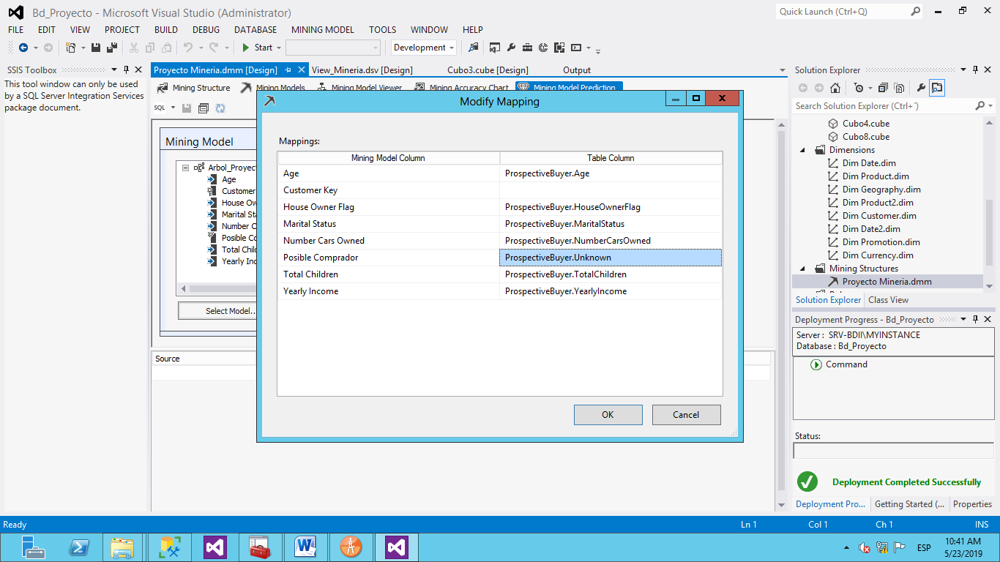 Bd_Proyecto - Microsoft Visual Studio (Administrator)
Quick Launch (Ctrl+Q)
FILE EDIT VIEW PROJECT BUILD DEBUG DATABASE MINING MODEL TOOLS WINDOW HELP
Start
Development
SSIS Toolbox
This tool window can only be used
by a SQL Server Integration Services
package document.
Proyecto Mineria.dmm [Design]
View_Mineria.dsv [Design]
Cubo3.cube [Design]
Output
Mining Structure
Mining Models
Mining Model Viewer
Mining Accuracy Chart
Mining Model Prediction
SQL
Mining Model
Arbol_Proyec
Age
Customer
House Ow
Marital Sta
Number C
Posible Co
Total Child
Yearly Inc
Select Model..
Source
Modify Mapping
Mappings:
Mining Model Column Table Column
Age ProspectiveBuyer.Age
Customer Key
House Owner Flag ProspectiveBuyer.HouseOwnerFlag
Marital Status ProspectiveBuyer.MaritalStatus
Number Cars Owned ProspectiveBuyer.NumberCarsOwned
Posible Comprador ProspectiveBuyer.Unknown
Total Children ProspectiveBuyer.TotalChildren
Yearly Income ProspectiveBuyer.YearlyIncome
OK Cancel
Solution Explorer
Search Solution Explorer (Ctrl+´)
Cubo4.cube
Cubo8.cube
Dimensions
Dim Date.dim
Dim Product.dim
Dim Geography.dim
Dim Product2.dim
Dim Customer.dim
Dim Date2.dim
Dim Promotion.dim
Dim Currency.dim
Mining Structures
Proyecto Mineria.dmm
Solution Explorer Class View
Deployment Progress - Bd_Proyecto
Server : SRV-BDII\MYINSTANCE
Database : Bd_Proyecto
Command
Status:
Deployment Completed Successfully
Deployment Pro... Getting Started (... Properties
Ready Ln 1 Col 1 Ch 1 INS
ESP
10:41 AM
5/23/2019